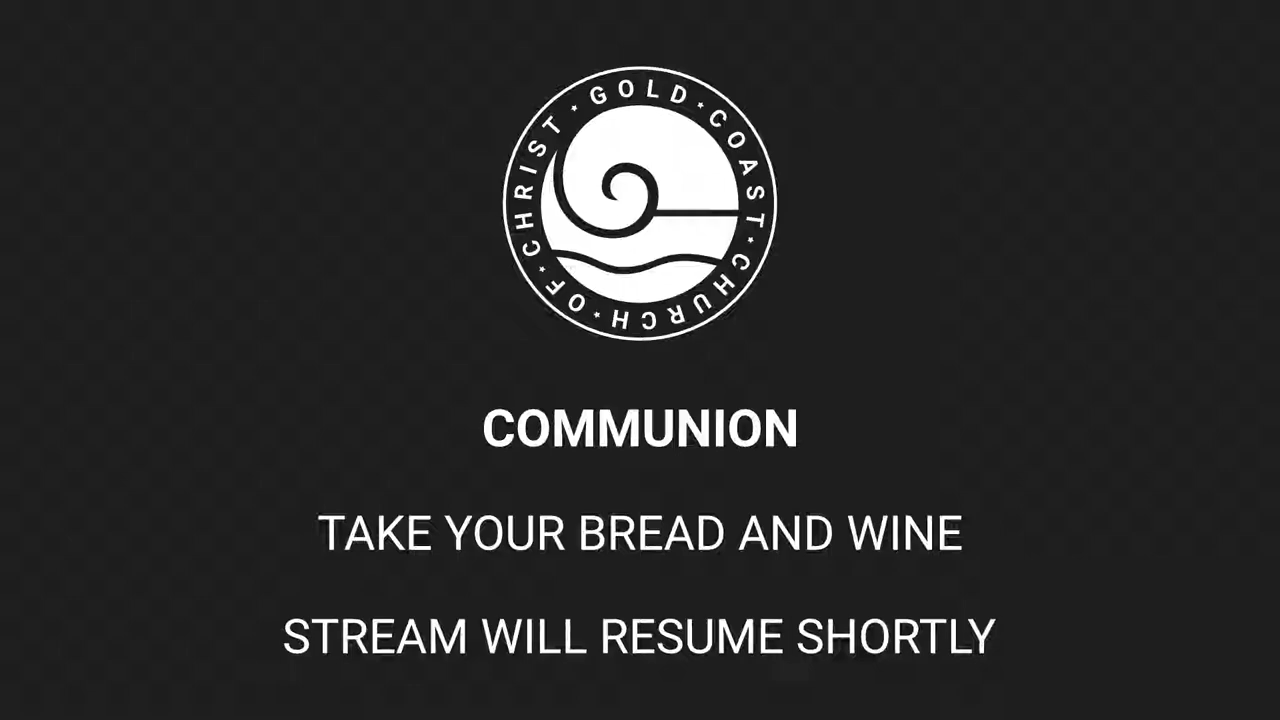 GOLD COAST CHURCH OF CHRIST
COMMUNION
TAKE YOUR BREAD AND WINE
STREAM WILL RESUME SHORTLY